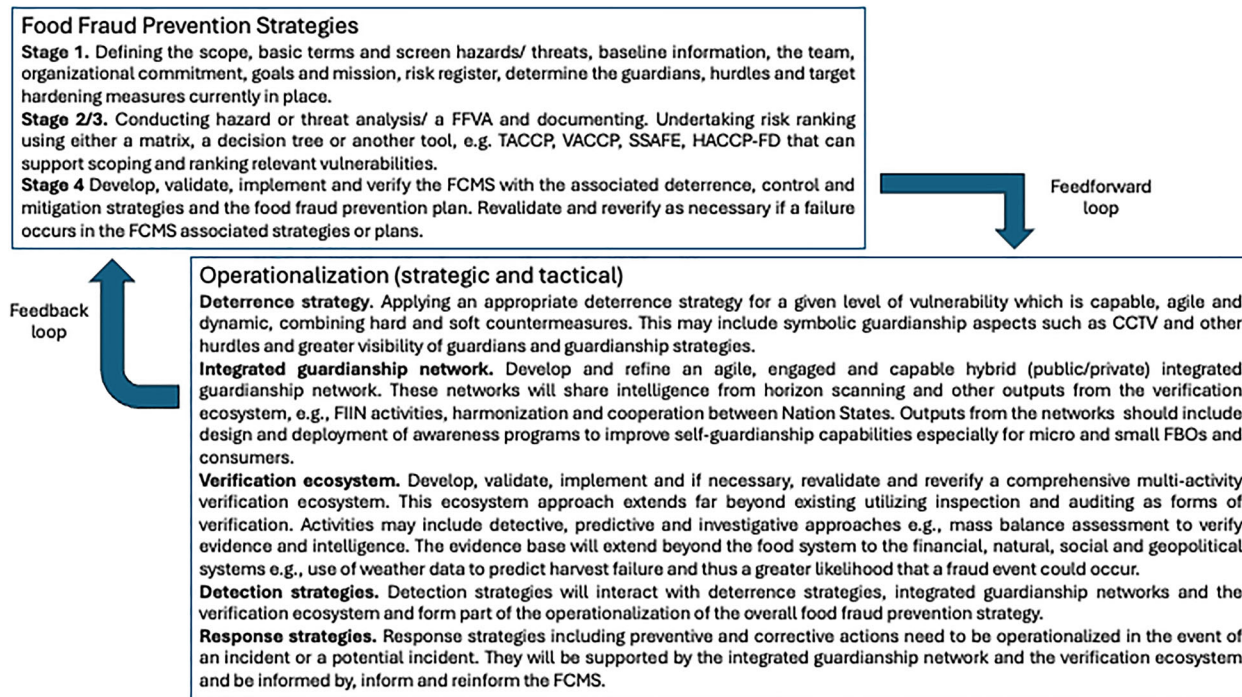 Food Fraud Prevention Strategies
Stage 1. Defining the scope, basic terms and screen hazards/ threats, baseline information, the team,
organizational commitment, goals and mission, risk register, determine the guardians, hurdles and target
hardening measures currently in place.
Stage 2/3. Conducting hazard or threat analysis/ a FFVA and documenting. Undertaking risk ranking
using either a matrix, a decision tree or another tool, e.g. TACCP, VACCP, SSAFE, HACCP-FD that can
support scoping and ranking relevant vulnerabilities.
Stage 4 Develop, validate, implement and verify the FCMS with the associated deterrence, control and
mitigation strategies and the food fraud prevention plan. Revalidate and reverify as necessary if a failure
occurs in the FCMS associated strategies or plans.
Feedforward
loop
Feedback
loop
Operationalization (strategic and tactical)
Deterrence strategy. Applying an appropriate deterrence strategy for a given level of vulnerability which is capable, agile and
dynamic, combining hard and soft countermeasures. This may include symbolic guardianship aspects such as CCTV and other
hurdles and greater visibility of guardians and guardianship strategies.
Integrated guardianship network. Develop and refine an agile, engaged and capable hybrid (public/private) integrated
guardianship network. These networks will share intelligence from horizon scanning and other outputs from the verification
ecosystem, e.g., FIIN activities, harmonization and cooperation between Nation States. Outputs from the networks should include
design and deployment of awareness programs to improve self-guardianship capabilities especially for micro and small FBOs and
consumers.
Verification ecosystem. Develop, validate, implement and if necessary, revalidate and reverify a comprehensive multi-activity
verification ecosystem. This ecosystem approach extends far beyond existing utilizing inspection and auditing as forms of
verification. Activities may include detective, predictive and investigative approaches e.g., mass balance assessment to verify
evidence and intelligence. The evidence base will extend beyond the food system to the financial, natural, social and geopolitical
systems e.g., use of weather data to predict harvest failure and thus a greater likelihood that a fraud event could occur.
Detection strategies. Detection strategies will interact with deterrence strategies, integrated guardianship networks and the
verification ecosystem and form part of the operationalization of the overall food fraud prevention strategy.
Response strategies. Response strategies including preventive and corrective actions need to be operationalized in the event of
an incident or a potential incident. They will be supported by the integrated guardianship network and the verification ecosystem
and be informed by, inform and reinform the FCMS.